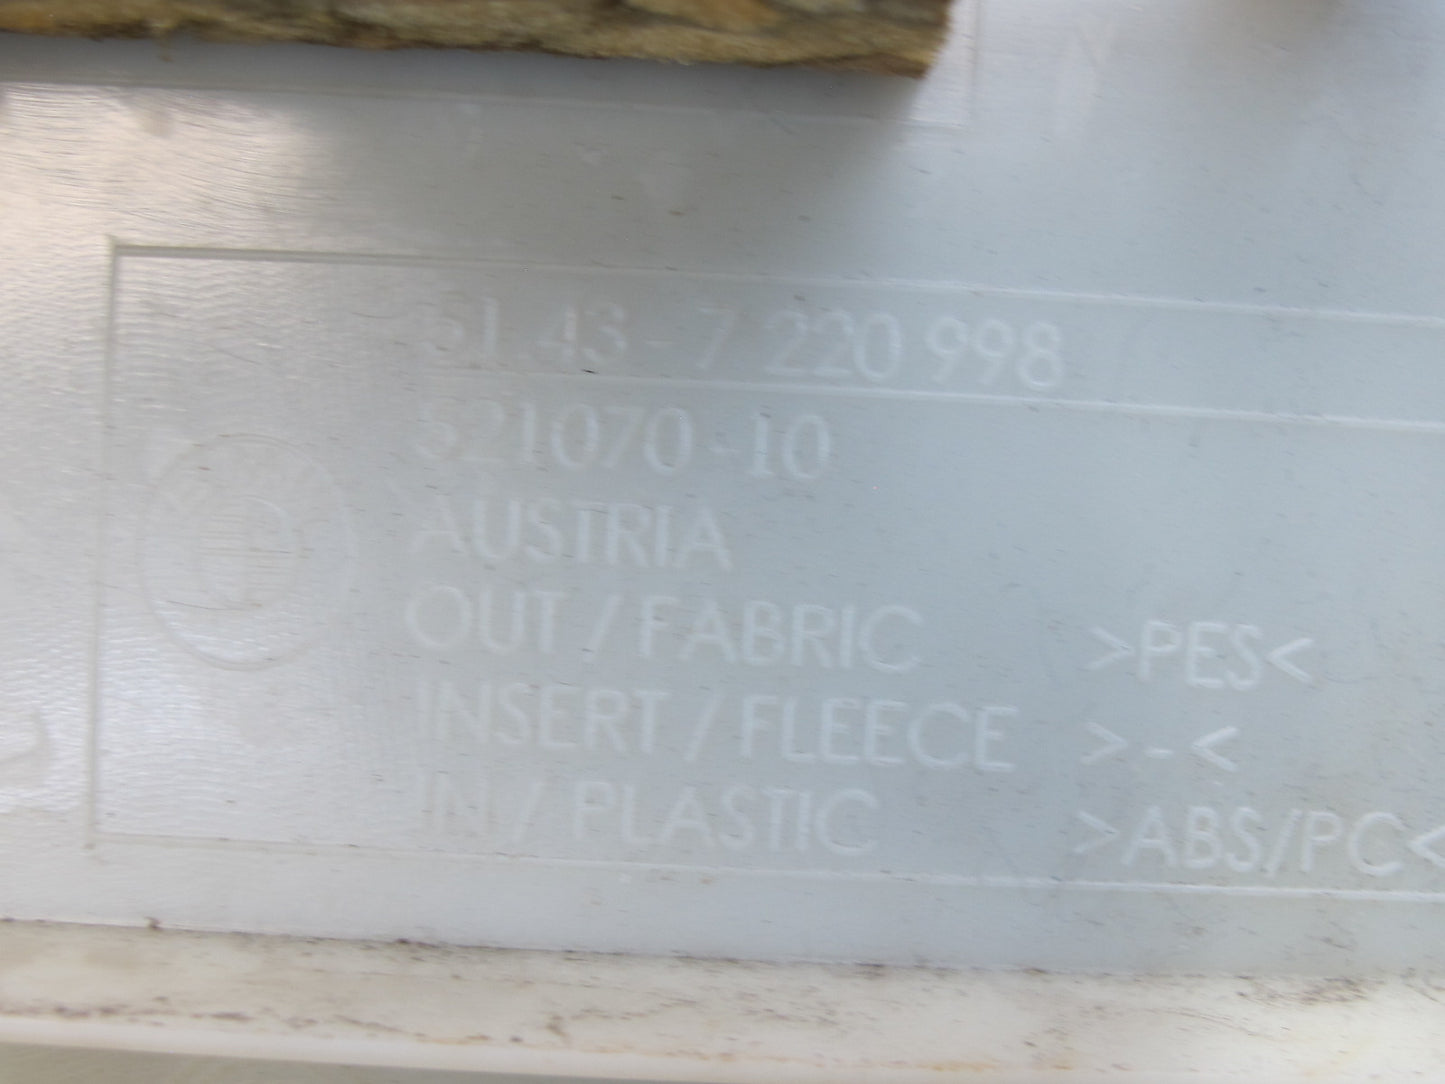 51.43-7 220 998
521070-10
AUSTRIA
OUT / FABRIC >PES<
INSERT / FLEECE >-<
IN / PLASTIC >ABS/PC<